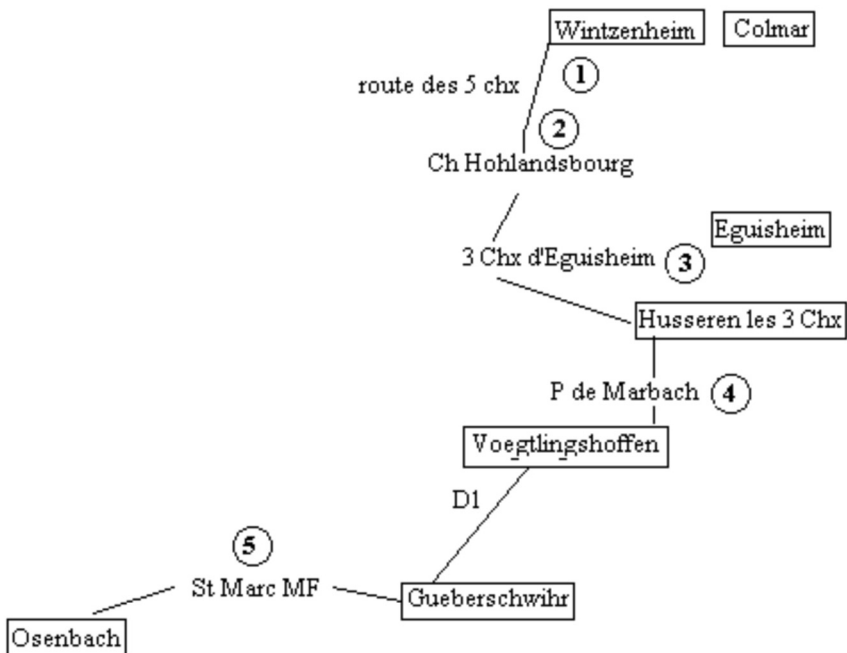 Wintzenheim Colmar
route des 5 chx 1
2
Ch Hohlandsbourg
Eguisheim
3 Chx d'Eguisheim 3
Husseren les 3 Chx
P de Marbach 4
Voegtlingshoffen
D1
5
St Marc MF Gueberschwihr
Osenbach